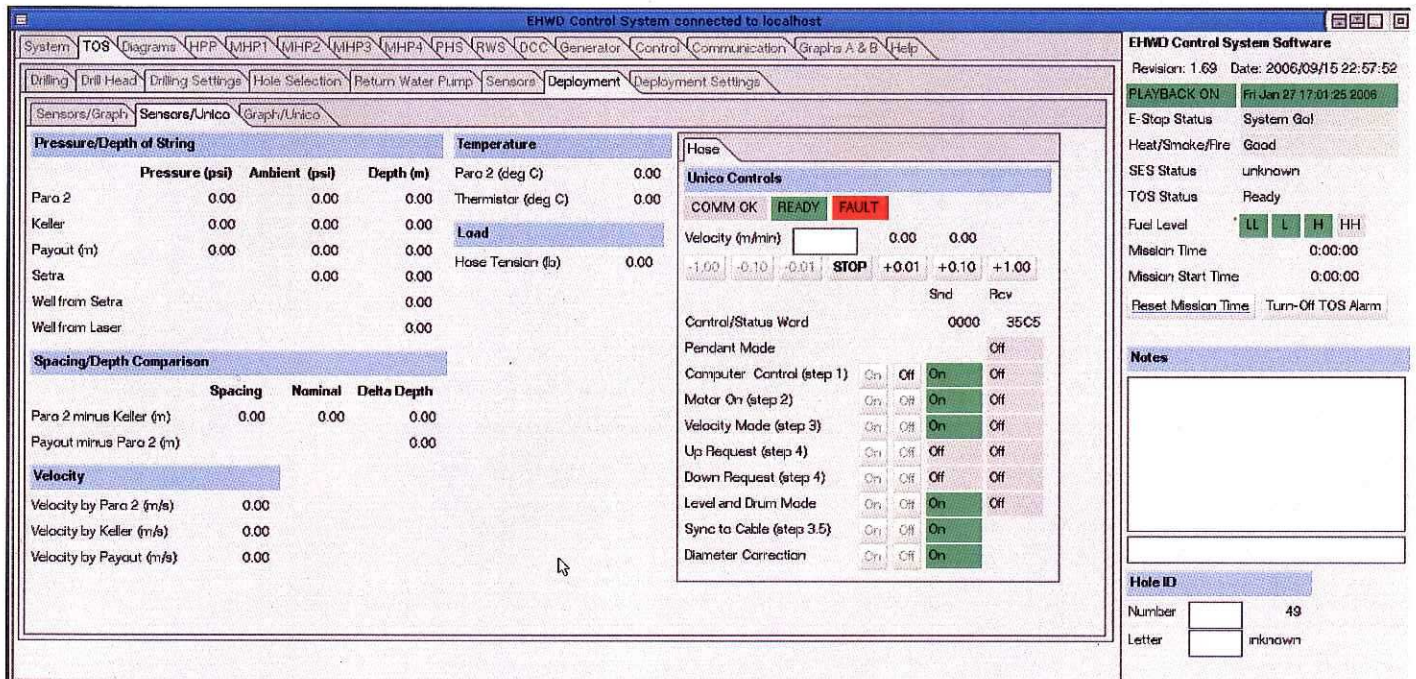 EHWD Control System connected to localhost
System TOS Diagrams HPP MHP1 MHP2 MHP3 MHP4 PHS RWS DCC Generator Control Communication Graphs A & B Help
Drilling Drill Head Drilling Settings Hole Selection Return Water Pump Sensors Deployment Deployment Settings
Sensors/Graph Sensors/Unico Graph/Unico
Pressure/Depth of String
Pressure (psi) Ambient (psi) Depth (m)
Paro 2 0.00 0.00 0.00
Keller 0.00 0.00 0.00
Payout (m) 0.00 0.00 0.00
Setra 0.00 0.00
Well from Setra 0.00
Well from Laser 0.00
Spacing/Depth Comparison
Spacing Nominal Delta Depth
Paro 2 minus Keller (m) 0.00 0.00 0.00
Payout minus Paro 2 (m) 0.00
Velocity
Velocity by Paro 2 (m/s) 0.00
Velocity by Keller (m/s) 0.00
Velocity by Payout (m/s) 0.00
Temperature
Paro 2 (deg C) 0.00
Thermistor (deg C) 0.00
Load
Hose Tension (lb) 0.00
Hose
Unico Controls
COMM OK READY FAULT
Velocity (m/min) 0.00 0.00
-1.00 -0.10 -0.01 STOP +0.01 +0.10 +1.00
Snd Rcv
Control/Status Word 0000 35C5
Pendant Mode Off
Computer Control (step 1) On Off On Off
Motor On (step 2) On Off On Off
Velocity Mode (step 3) On Off On Off
Up Request (step 4) On Off Off Off
Down Request (step 4) On Off Off Off
Level and Drum Mode On Off On Off
Sync to Cable (step 3.5) On Off On
Diameter Correction On Off On
EHWD Control System Software
Revision: 1.69 Date: 2006/09/15 22:57:52
PLAYBACK ON Fri Jan 27 17:01:25 2006
E-Stop Status System Go!
Heat/Smoke/Fire Good
SES Status unknown
TOS Status Ready
Fuel Level LL L H HH
Mission Time 0:00:00
Mission Start Time 0:00:00
Reset Mission Time Turn-Off TOS Alarm
Notes
Hole ID
Number 49
Letter inknown